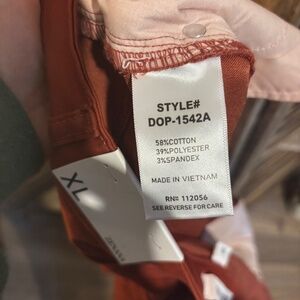 STYLE#
DOP-1542A
58%COTTON
39%POLYESTER
3%SPANDEX
MADE IN VIETNAM
RN# 112056
SEE REVERSE FOR CARE
XL